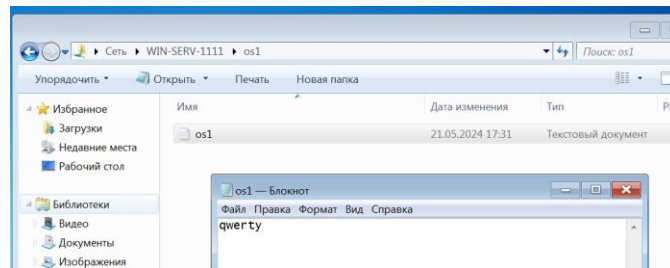 Сеть ▸ WIN-SERV-1111 ▸ os1
Поиск: os1
Упорядочить Открыть Печать Новая папка
Избранное
Загрузки
Недавние места
Рабочий стол
Библиотеки
Видео
Документы
Изображения
Имя Дата изменения Тип
os1 21.05.2024 17:31 Текстовый документ
os1 — Блокнот
Файл Правка Формат Вид Справка
qwerty